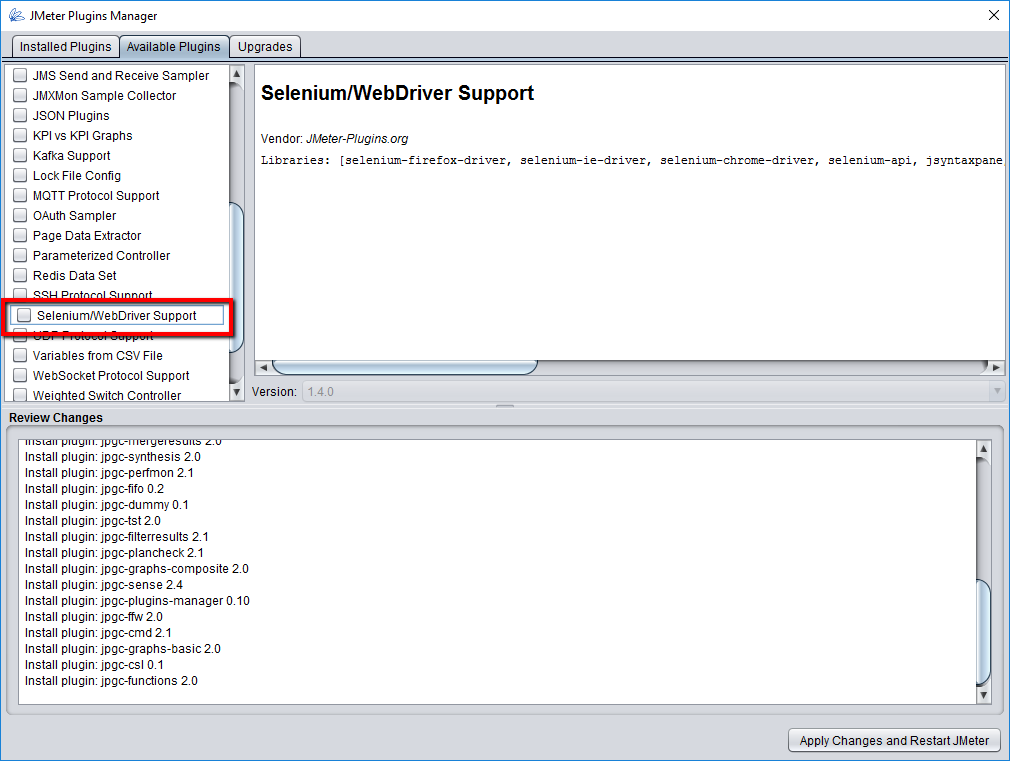 JMeter Plugins Manager
Installed Plugins
Available Plugins
Upgrades
JMS Send and Receive Sampler
JMXMon Sample Collector
JSON Plugins
KPI vs KPI Graphs
Kafka Support
Lock File Config
MQTT Protocol Support
OAuth Sampler
Page Data Extractor
Parameterized Controller
Redis Data Set
SSH Protocol Support
Selenium/WebDriver Support
UDP Protocol Support
Variables from CSV File
WebSocket Protocol Support
Weighted Switch Controller
Selenium/WebDriver Support
Vendor: JMeter-Plugins.org
Libraries: [selenium-firefox-driver, selenium-ie-driver, selenium-chrome-driver, selenium-api, jsyntaxpane
Version: 1.4.0
Review Changes
Install plugin: jpgc-mergeresults 2.0
Install plugin: jpgc-synthesis 2.0
Install plugin: jpgc-perfmon 2.1
Install plugin: jpgc-fifo 0.2
Install plugin: jpgc-dummy 0.1
Install plugin: jpgc-tst 2.0
Install plugin: jpgc-filterresults 2.1
Install plugin: jpgc-plancheck 2.1
Install plugin: jpgc-graphs-composite 2.0
Install plugin: jpgc-sense 2.4
Install plugin: jpgc-plugins-manager 0.10
Install plugin: jpgc-ffw 2.0
Install plugin: jpgc-cmd 2.1
Install plugin: jpgc-graphs-basic 2.0
Install plugin: jpgc-csl 0.1
Install plugin: jpgc-functions 2.0
Apply Changes and Restart JMeter